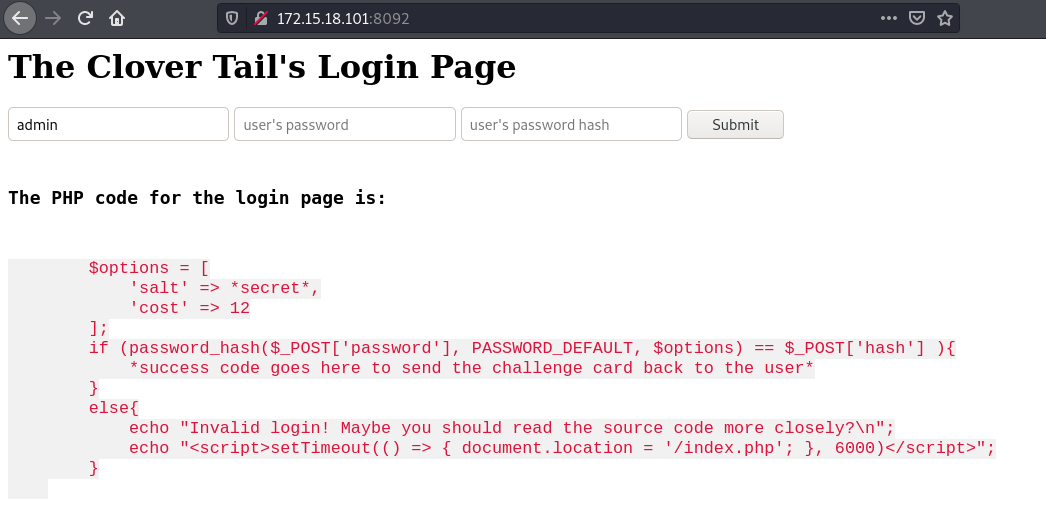 172.15.18.101:8092
The Clover Tail's Login Page
admin user's password user's password hash Submit
The PHP code for the login page is:
$options = [
'salt' => *secret*,
'cost' => 12
];
if (password_hash($_POST['password'], PASSWORD_DEFAULT, $options) == $_POST['hash'] ){
*success code goes here to send the challenge card back to the user*
}
else{
echo "Invalid login! Maybe you should read the source code more closely?\n";
echo "<script>setTimeout(() => { document.location = '/index.php'; }, 6000)</script>";
}